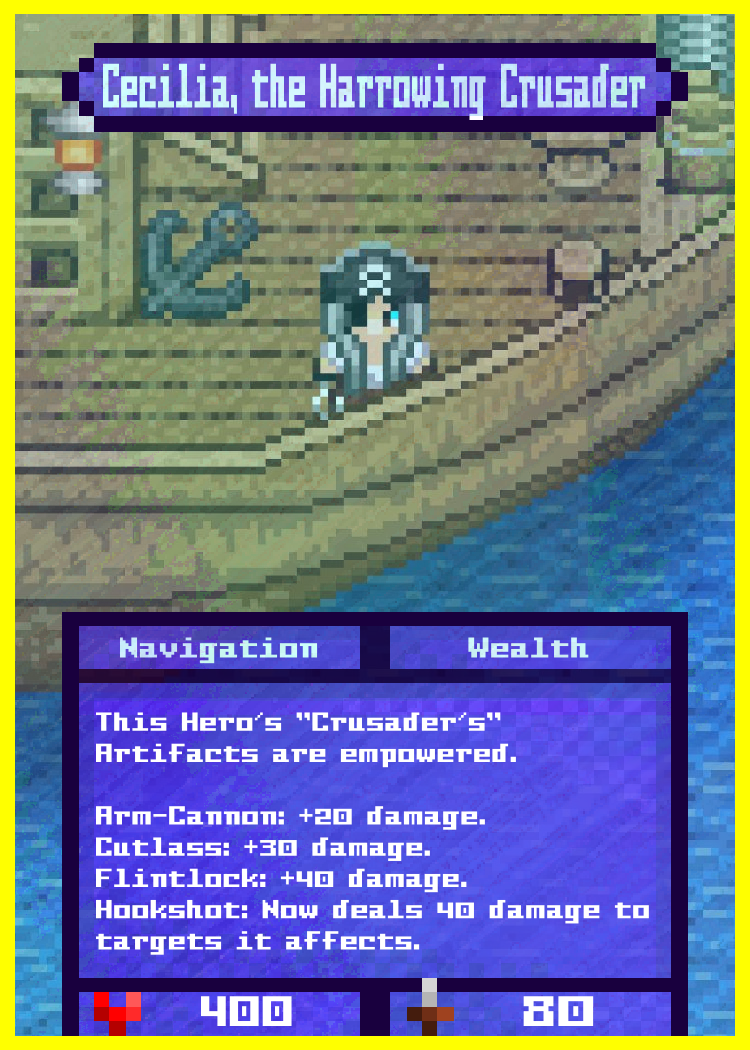 Cecilia, the Harrowing Crusader
Navigation
Wealth
This Hero's "Crusader's"
Artifacts are empowered.
Arm-Cannon: +20 damage.
Cutlass: +30 damage.
Flintlock: +40 damage.
Hookshot: Now deals 40 damage to
targets it affects.
400
80